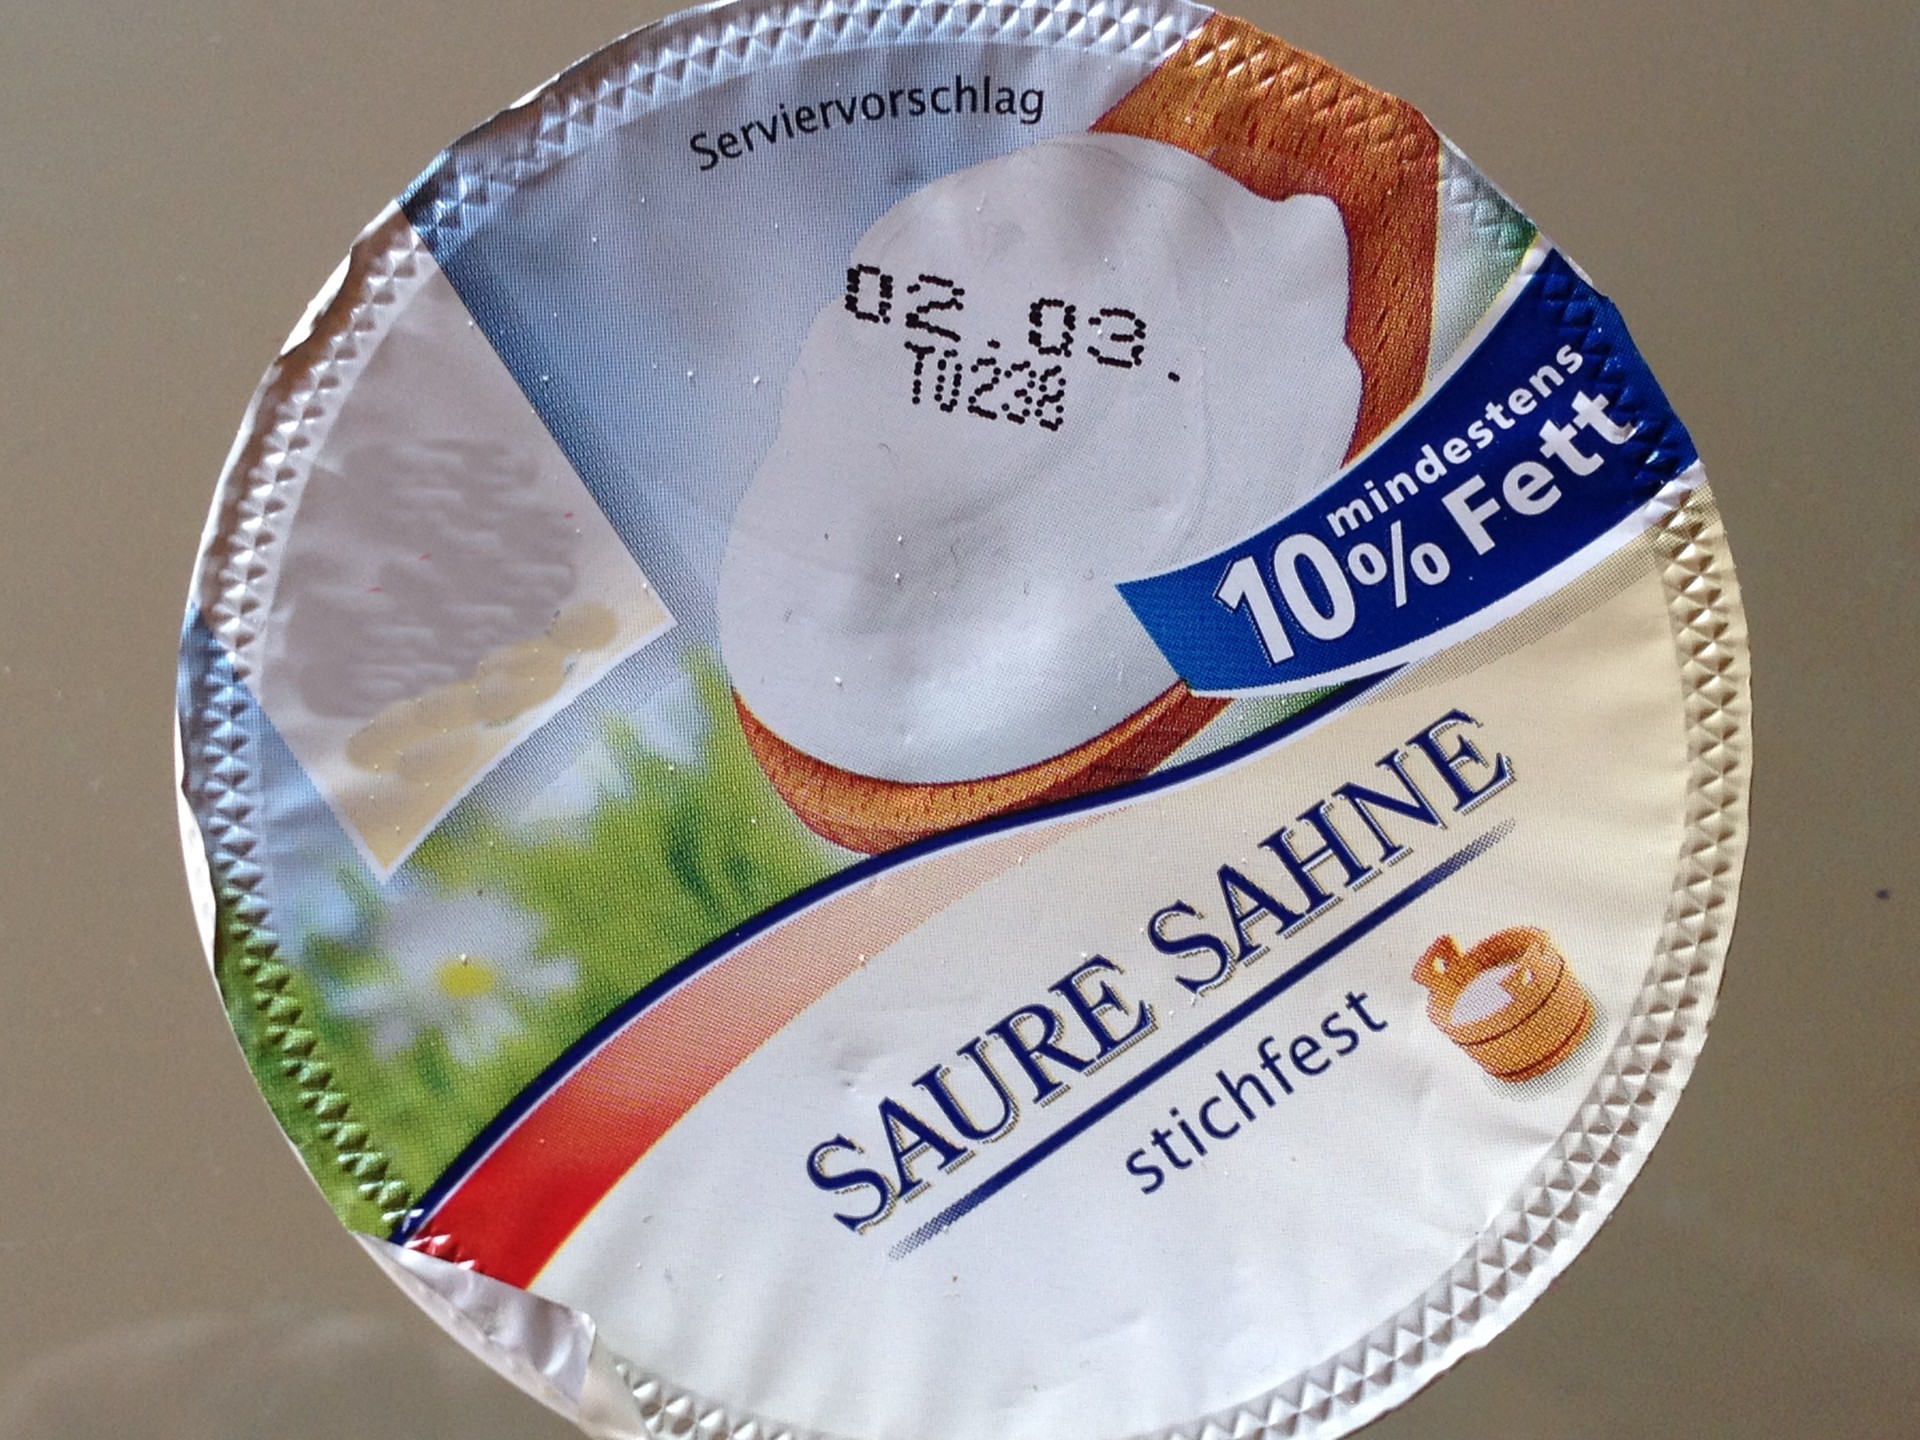 Serviervorschlag
02.03.
T0238
mindestens
10% Fett
SAURE SAHNE
stichfest